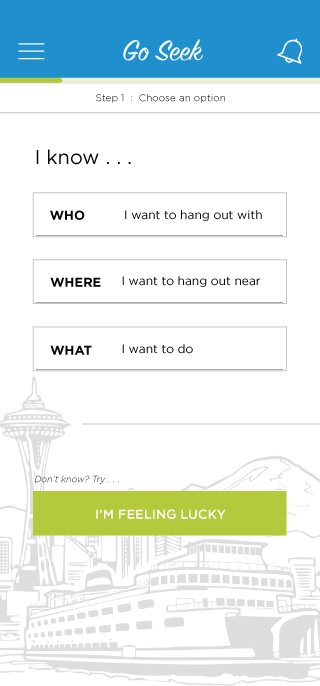 Go Seek
Step 1 : Choose an option
I know . . .
WHO I want to hang out with
WHERE I want to hang out near
WHAT I want to do
Don't know? Try . . .
I'M FEELING LUCKY